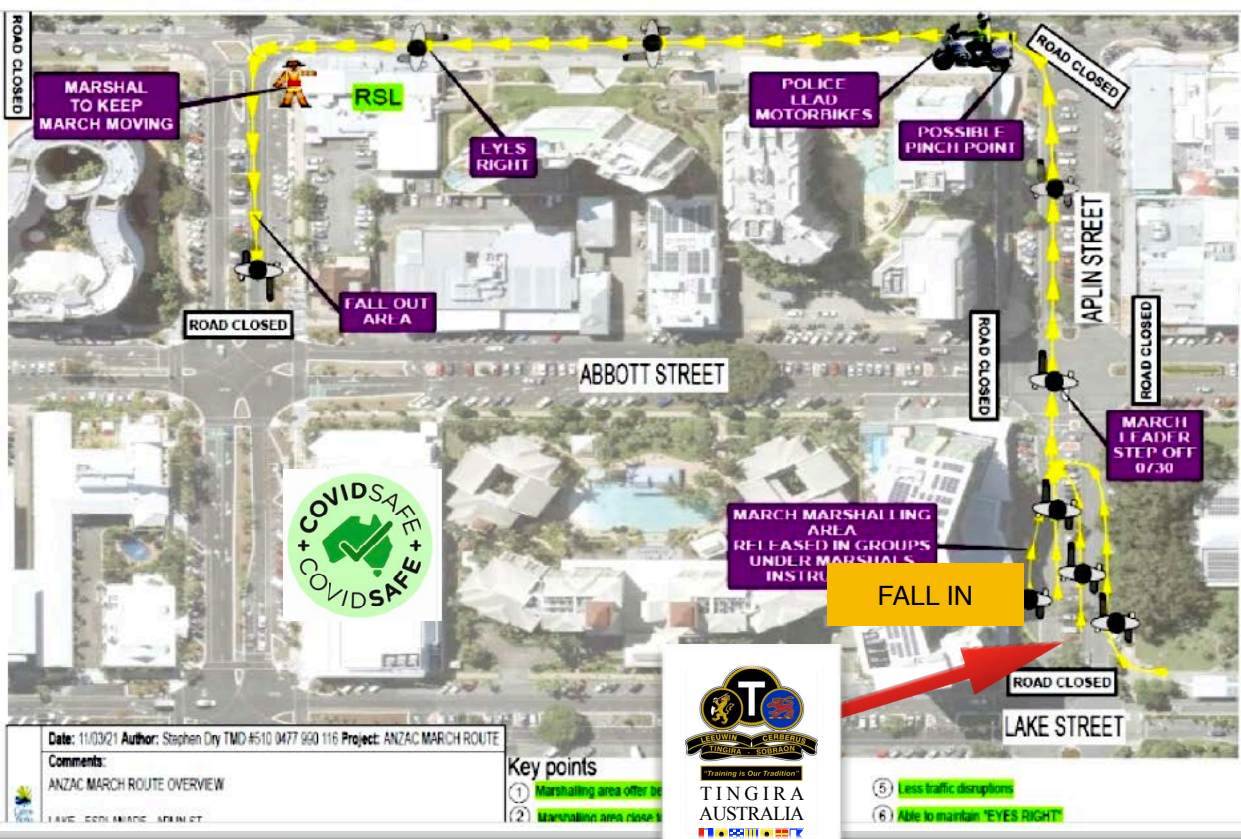 ROAD CLOSED
MARSHAL
TO KEEP
MARCH MOVING
RSL
EYES
RIGHT
POLICE
LEAD
MOTORBIKES
POSSIBLE
PINCH POINT
ROAD CLOSED
APLIN STREET
FALL OUT
AREA
ROAD CLOSED
ABBOTT STREET
ROAD CLOSED
ROAD CLOSED
MARCH
LEADER
STEP OFF
0730
COVIDSAFE
COVIDSAFE
MARCH MARSHALLING
AREA
RELEASED IN GROUPS
UNDER MARSHALS
INSTRU
FALL IN
ROAD CLOSED
LAKE STREET
T
LEEUWIN CERBERUS
TINGIRA - SOBRAON
"Training is Our Tradition"
TINGIRA
AUSTRALIA
Date: 11/03/21 Author: Stephen Dry TMD #510 0477 990 116 Project: ANZAC MARCH ROUTE
Comments:
ANZAC MARCH ROUTE OVERVIEW
Key points
1 Marshalling area offer be
2 Marshalling area close
5 Less traffic disruptions
6 Able to maintain "EYES RIGHT"